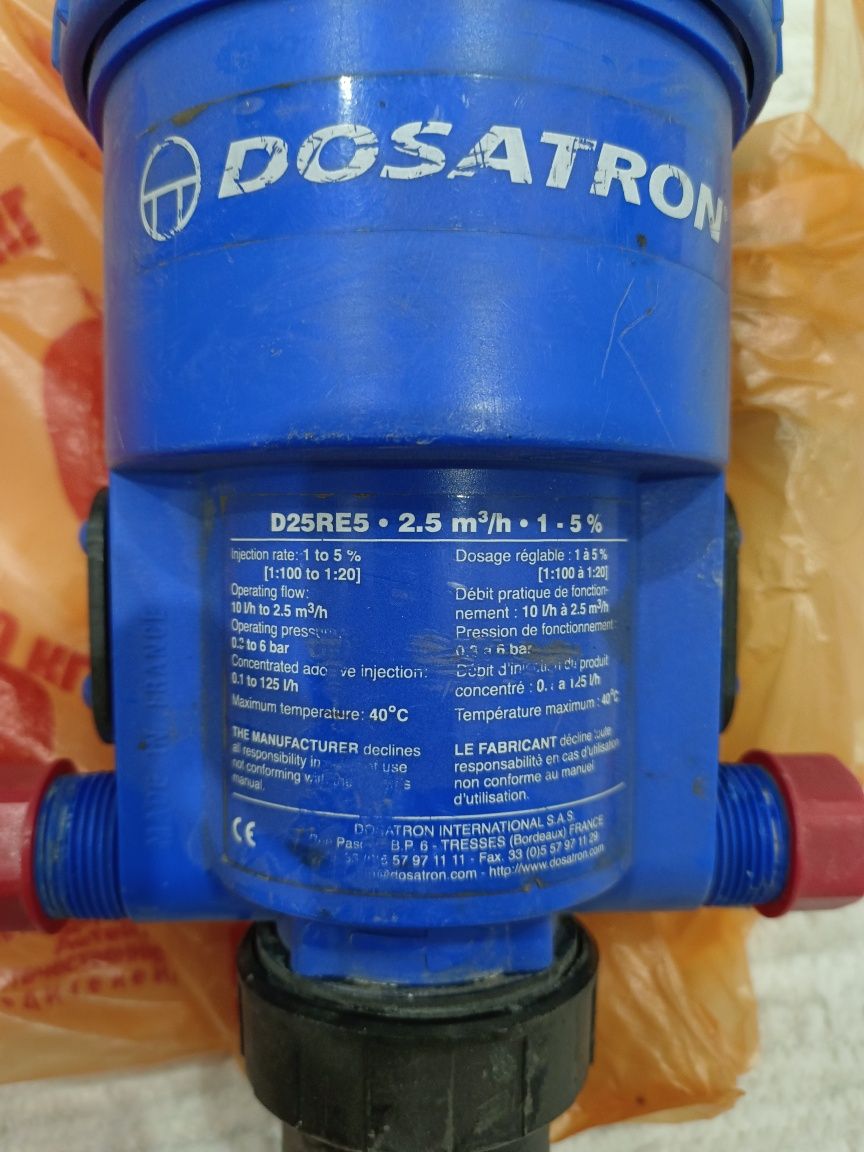 DOSATRON
D25RE5 • 2.5 m³/h • 1 - 5 %
Injection rate: 1 to 5 %
[1:100 to 1:20]
Operating flow:
10 l/h to 2.5 m³/h
Operating
to 6 bar
Concentrated injection:
0.1 to 125 l/h
Maximum temperature: 40°C
THE MANUFACTURER declines
all responsibility in use
not conforming
manual.
Dosage réglable : 1 à 5 %
[1:100 à 1:20]
Débit pratique de fonction-
nement : 10 l/h à 2.5 m³/h
Pression de fonctionnement:
6 bar
Débit du produit
concentré : à 125 l/h
Température maximum : 40°C
LE FABRICANT décline toute
responsabilité en cas d'utilisation
non conforme au manuel
d'utilisation.
CE
DOSATRON INTERNATIONAL S.A.S.
B.P. 6 - TRESSES (Bordeaux) FRANCE
57 97 11 11 - Fax. 33 (0)5 57 97 11 29
dosatron.com - http://www.dosatron.com
FRANCE
КГ